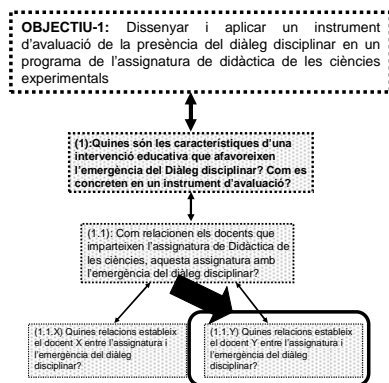 OBJECTIU-1: Dissenyar i aplicar un instrument
d'avaluació de la presència del diàleg disciplinar en un
programa de l'assignatura de didàctica de les ciències
experimentals
(1):Quines són les característiques d'una
intervenció educativa que afavoreixen
l'emergència del Diàleg disciplinar? Com es
concreten en un instrument d'avaluació?
(1.1): Com relacionen els docents que
imparteixen l'assignatura de Didàctica de
les ciències, aquesta assignatura amb
l'emergència del diàleg disciplinar?
(1.1.X) Quines relacions estableix
el docent X entre l'assignatura i
l'emergència del diàleg
disciplinar?
(1.1.Y) Quines relacions estableix
el docent Y entre l'assignatura i
l'emergència del diàleg
disciplinar?